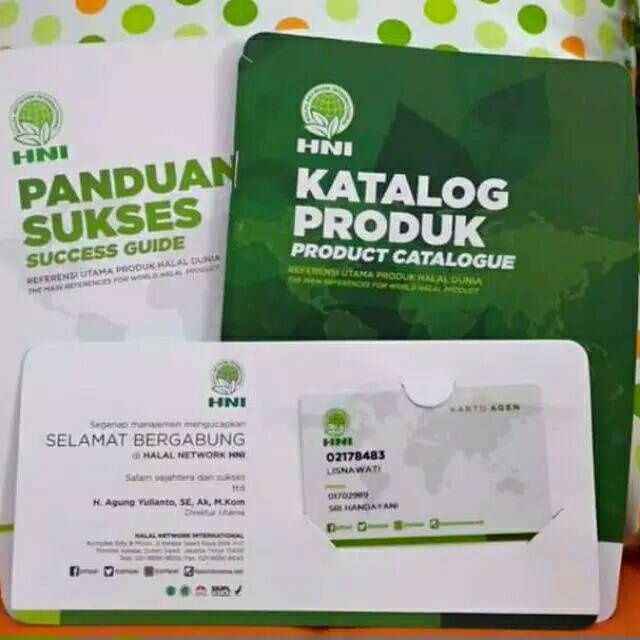 HNI
PANDUAN
SUKSES
SUCCESS GUIDE
REFERENSI UTAMA PRODUK HALAL DUNIA
THE MAIN REFERENCES FOR WORLD HALAL PRODUCT
HNI
KATALOG
PRODUK
PRODUCT CATALOGUE
REFERENSI UTAMA PRODUK HALAL DUNIA
THE MAIN REFERENCES FOR WORLD HALAL PRODUCT
HNI
Segenap manajemen mengucapkan
SELAMAT BERGABUNG
di HALAL NETWORK HNI
Salam sejahtera dan sukses
ttd
H. Agung Yulianto, SE, Ak, M.Kom
Direktur Utama
HALAL NETWORK INTERNATIONAL
KARTU AGEN
HNI
02178483
LISNAWATI
01702989
SRI HANDAYANI